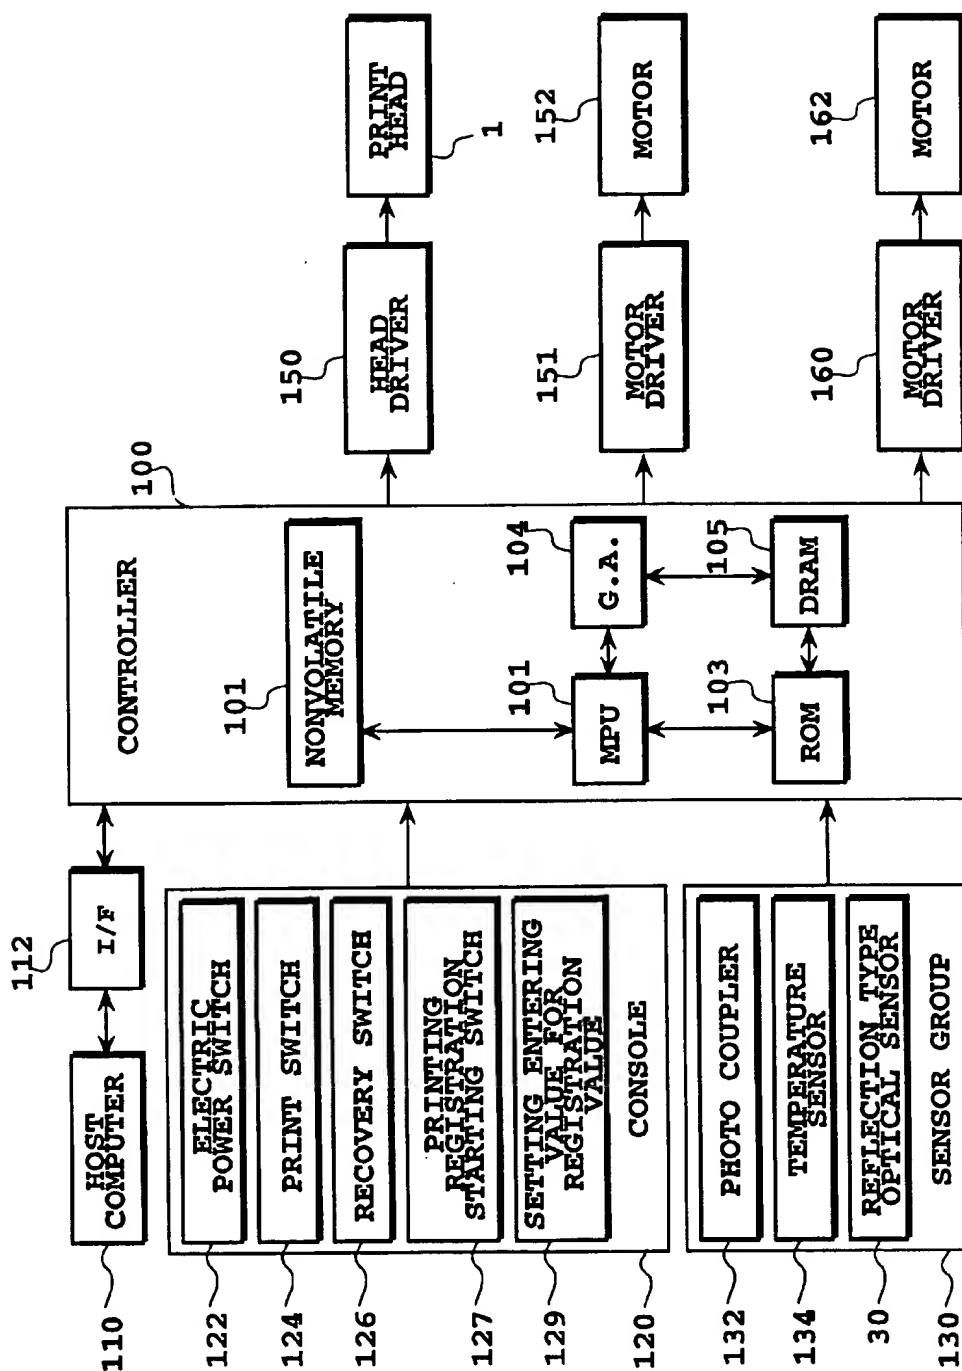 110
HOST
COMPUTER
112
I/F
122
ELECTRIC
POWER SWITCH
124
PRINT SWITCH
126
RECOVERY SWITCH
127
PRINTING
REGISTRATION
STARTING SWITCH
129
SETTING ENTERING
VALUE FOR
REGISTRATION
VALUE
120
CONSOLE
132
PHOTO COUPLER
134
TEMPERATURE
SENSOR
30
REFLECTION TYPE
OPTICAL SENSOR
130
SENSOR GROUP
100
CONTROLLER
101
NONVOLATILE
MEMORY
101
MPU
104
G.A.
103
ROM
105
DRAM
150
HEAD
DRIVER
1
PRINT
HEAD
151
MOTOR
DRIVER
152
MOTOR
160
MOTOR
DRIVER
162
MOTOR